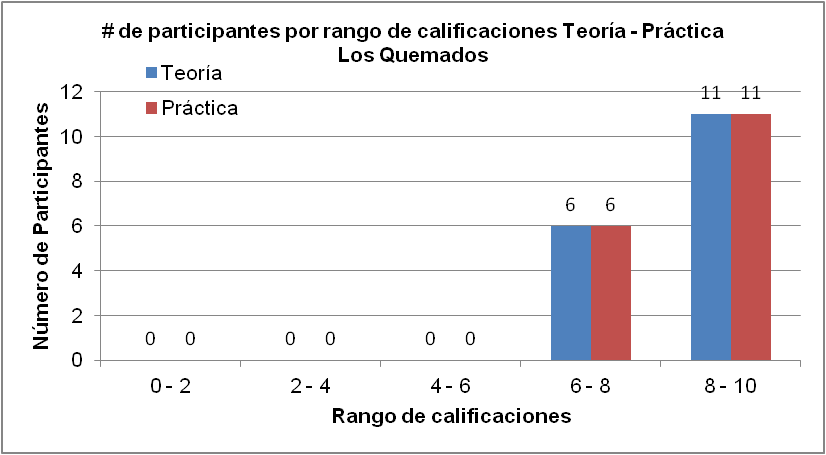 # de participantes por rango de calificaciones Teoría - Práctica
Los Quemados
Teoría
Práctica
Número de Participantes
12
10
8
6
4
2
0
0 0 0 0 0 0 6 6 11 11
0 - 2 2 - 4 4 - 6 6 - 8 8 - 10
Rango de calificaciones